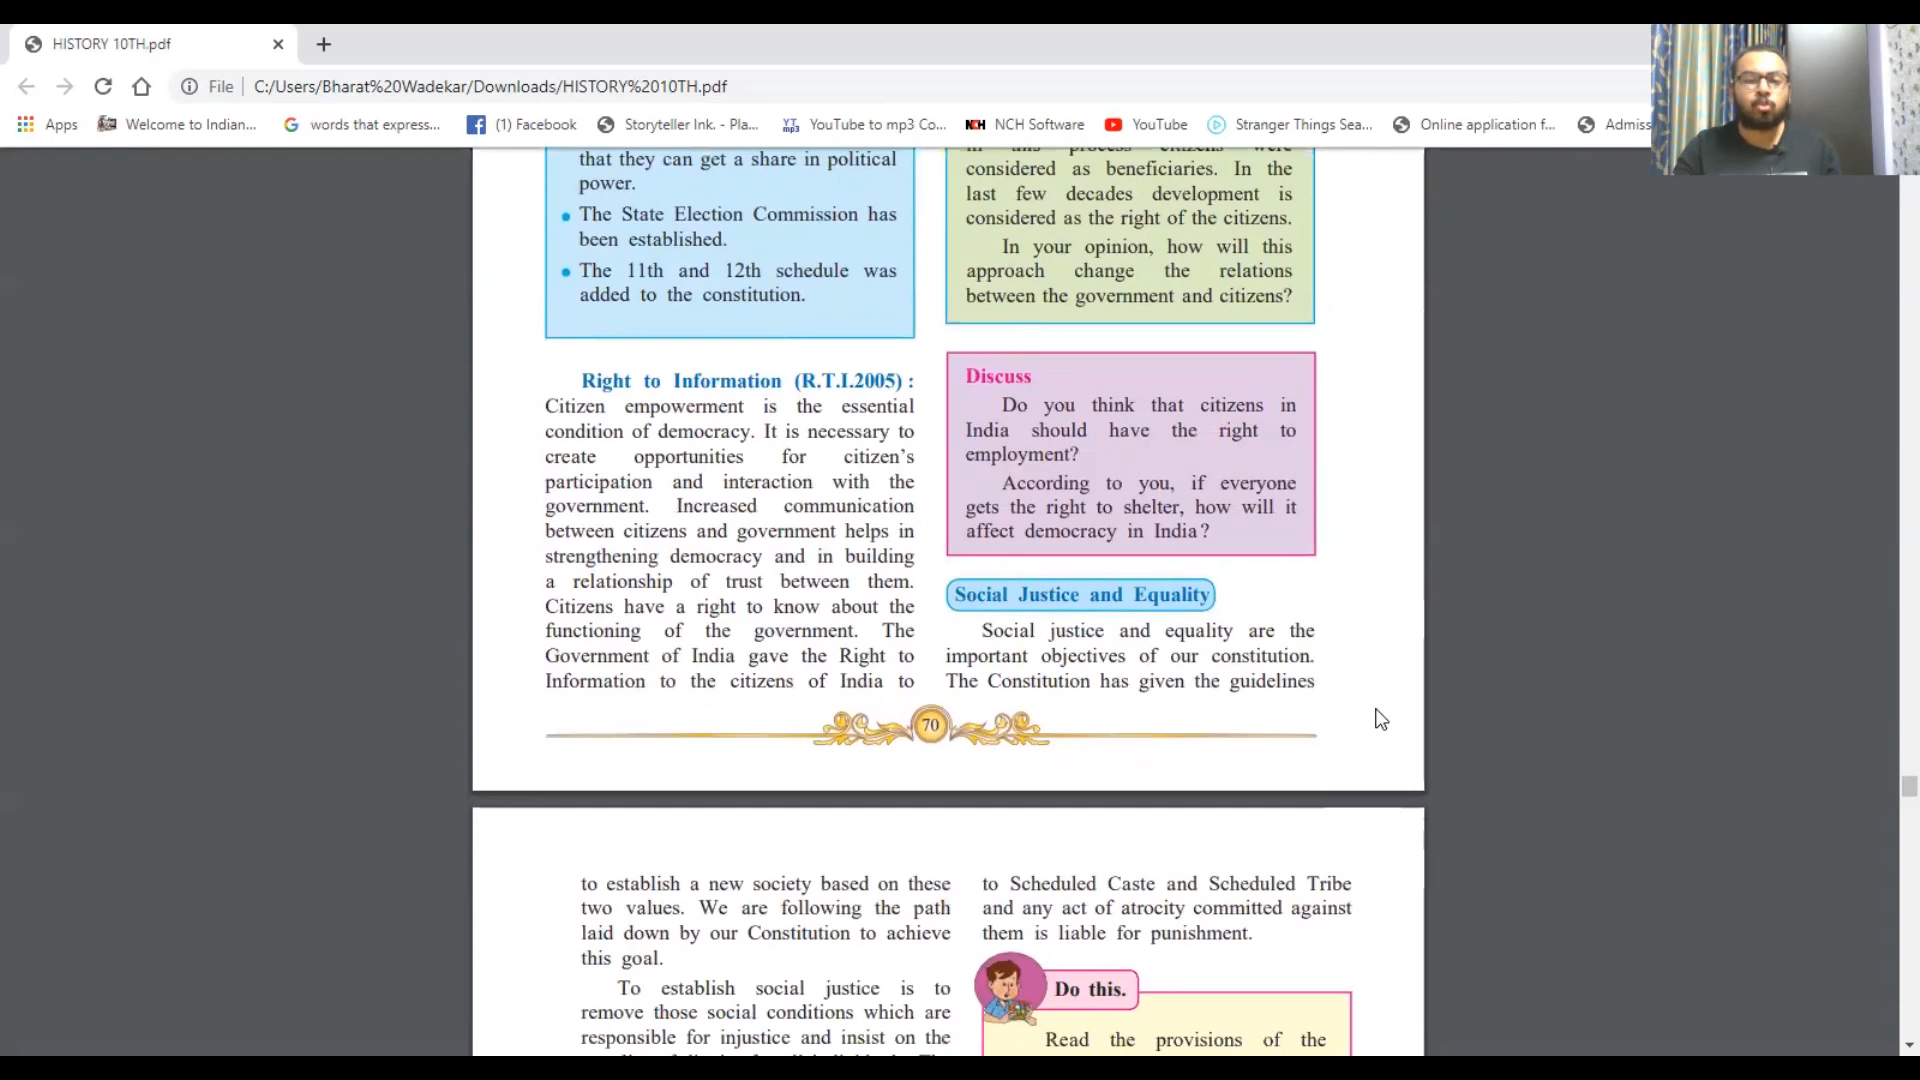 HISTORY 10TH.pdf
File
C:/Users/Bharat%20Wadekar/Downloads/HISTORY%2010TH.pdf
Apps
Welcome to Indian...
words that express...
(1) Facebook
Storyteller Ink. - Pla...
YouTube to mp3 Co...
NCH Software
YouTube
Stranger Things Sea...
Online application f...
Admiss
that they can get a share in political
power.
The State Election Commission has
been established.
The 11th and 12th schedule was
added to the constitution.
Right to Information (R.T.I.2005) :
Citizen empowerment is the essential
condition of democracy. It is necessary to
create opportunities for citizen's
participation and interaction with the
government. Increased communication
between citizens and government helps in
strengthening democracy and in building
a relationship of trust between them.
Citizens have a right to know about the
functioning of the government. The
Government of India gave the Right to
Information to the citizens of India to
in this process citizens were
considered as beneficiaries. In the
last few decades development is
considered as the right of the citizens.
In your opinion, how will this
approach change the relations
between the government and citizens?
Discuss
Do you think that citizens in
India should have the right to
employment?
According to you, if everyone
gets the right to shelter, how will it
affect democracy in India?
Social Justice and Equality
Social justice and equality are the
important objectives of our constitution.
The Constitution has given the guidelines
70
to establish a new society based on these
two values. We are following the path
laid down by our Constitution to achieve
this goal.
To establish social justice is to
remove those social conditions which are
responsible for injustice and insist on the
to Scheduled Caste and Scheduled Tribe
and any act of atrocity committed against
them is liable for punishment.
Do this.
Read the provisions of the